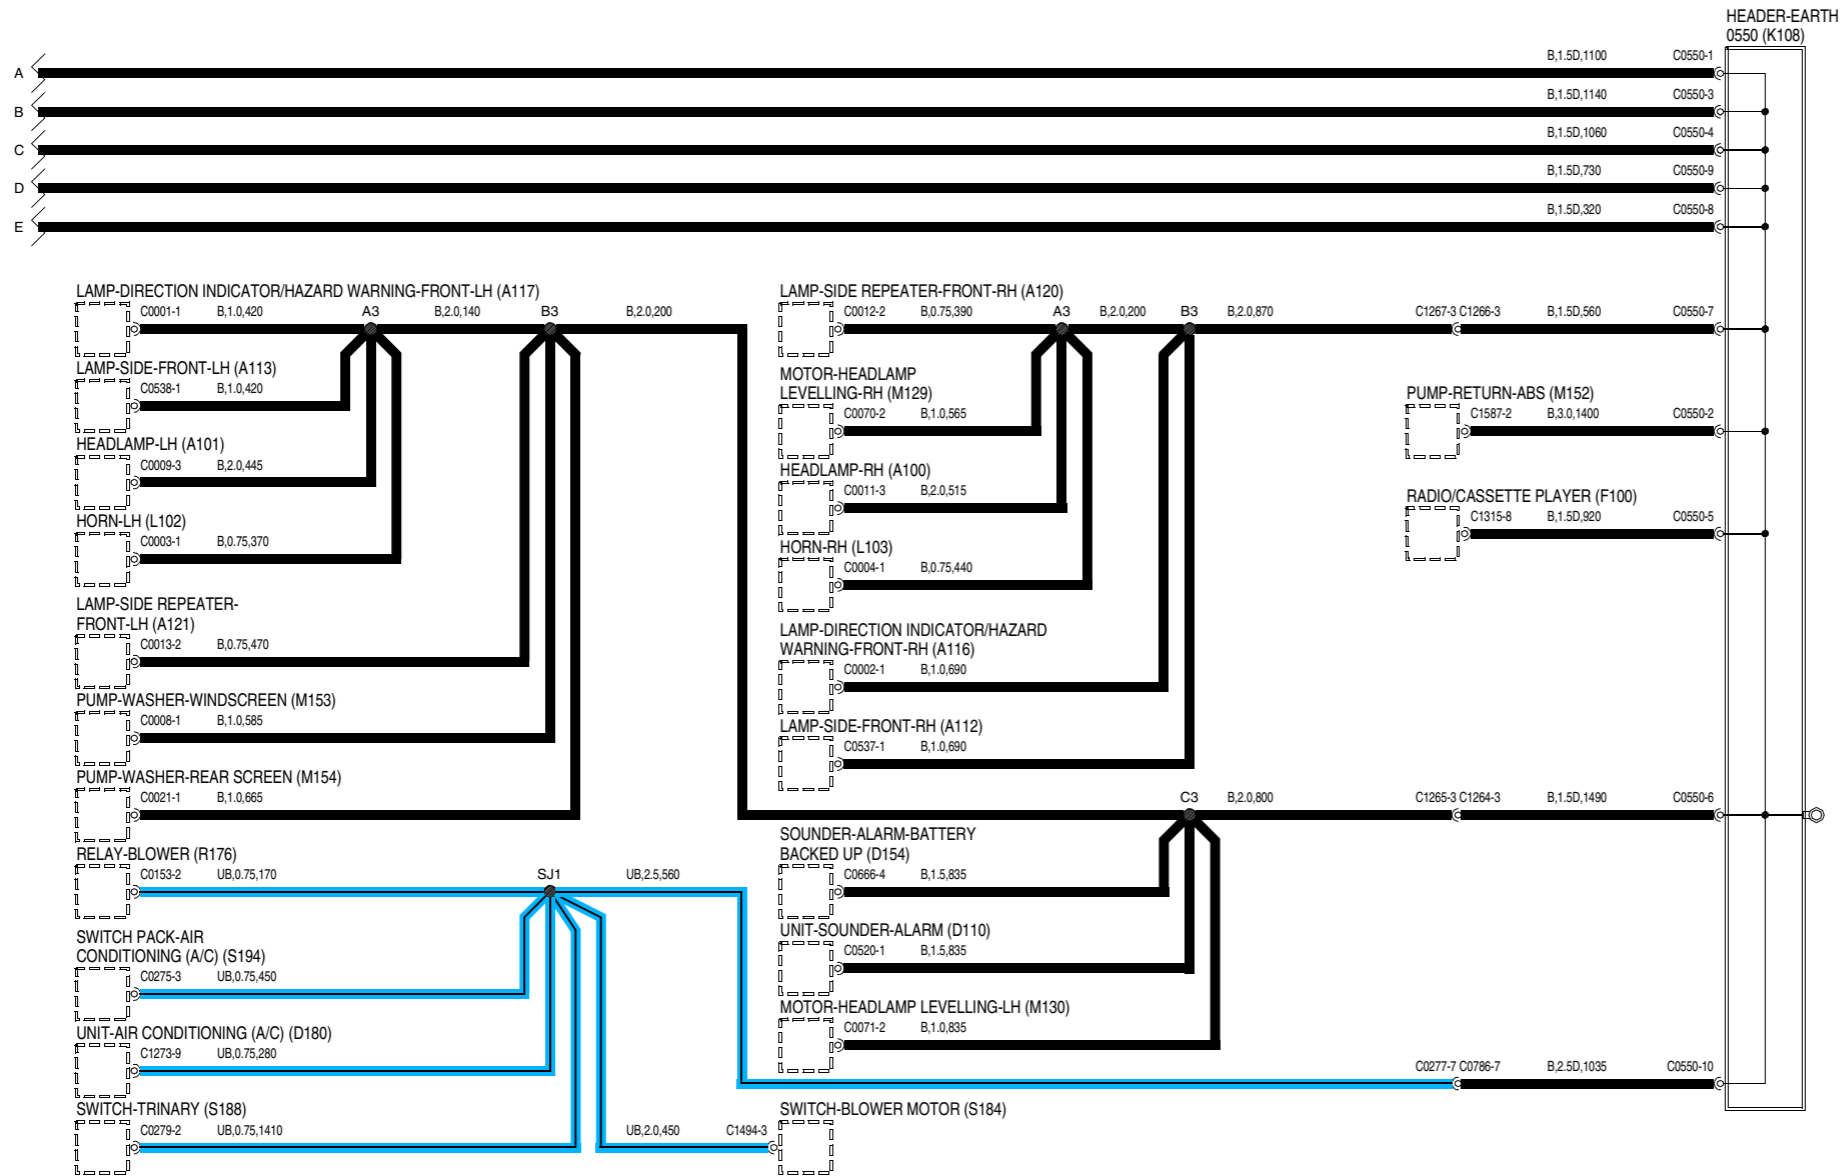 HEADER-EARTH
0550 (K108)
A
B,1.5D,1100
C0550-1
B
B,1.5D,1140
C0550-3
C
B,1.5D,1060
C0550-4
D
B,1.5D,730
C0550-9
E
B,1.5D,320
C0550-8
LAMP-DIRECTION INDICATOR/HAZARD WARNING-FRONT-LH (A117)
C0001-1
B,1.0,420
A3
B,2.0,140
B3
B,2.0,200
LAMP-SIDE-FRONT-LH (A113)
C0538-1
B,1.0,420
HEADLAMP-LH (A101)
C0009-3
B,2.0,445
HORN-LH (L102)
C0003-1
B,0.75,370
LAMP-SIDE REPEATER-
FRONT-LH (A121)
C0013-2
B,0.75,470
PUMP-WASHER-WINDSCREEN (M153)
C0008-1
B,1.0,585
PUMP-WASHER-REAR SCREEN (M154)
C0021-1
B,1.0,665
RELAY-BLOWER (R176)
C0153-2
UB,0.75,170
SJ1
UB,2.5,560
SWITCH PACK-AIR
CONDITIONING (A/C) (S194)
C0275-3
UB,0.75,450
UNIT-AIR CONDITIONING (A/C) (D180)
C1273-9
UB,0.75,280
SWITCH-TRINARY (S188)
C0279-2
UB,0.75,1410
UB,2.0,450
C1494-3
SWITCH-BLOWER MOTOR (S184)
LAMP-SIDE REPEATER-FRONT-RH (A120)
C0012-2
B,0.75,390
A3
B,2.0,200
B3
B,2.0,870
C1267-3 C1266-3
B,1.5D,560
C0550-7
MOTOR-HEADLAMP
LEVELLING-RH (M129)
C0070-2
B,1.0,565
HEADLAMP-RH (A100)
C0011-3
B,2.0,515
HORN-RH (L103)
C0004-1
B,0.75,440
LAMP-DIRECTION INDICATOR/HAZARD
WARNING-FRONT-RH (A116)
C0002-1
B,1.0,690
LAMP-SIDE-FRONT-RH (A112)
C0537-1
B,1.0,690
C3
B,2.0,800
C1265-3 C1264-3
B,1.5D,1490
C0550-6
SOUNDER-ALARM-BATTERY
BACKED UP (D154)
C0666-4
B,1.5,835
UNIT-SOUNDER-ALARM (D110)
C0520-1
B,1.5,835
MOTOR-HEADLAMP LEVELLING-LH (M130)
C0071-2
B,1.0,835
C0277-7 C0786-7
B,2.5D,1035
C0550-10
PUMP-RETURN-ABS (M152)
C1587-2
B,3.0,1400
C0550-2
RADIO/CASSETTE PLAYER (F100)
C1315-8
B,1.5D,920
C0550-5